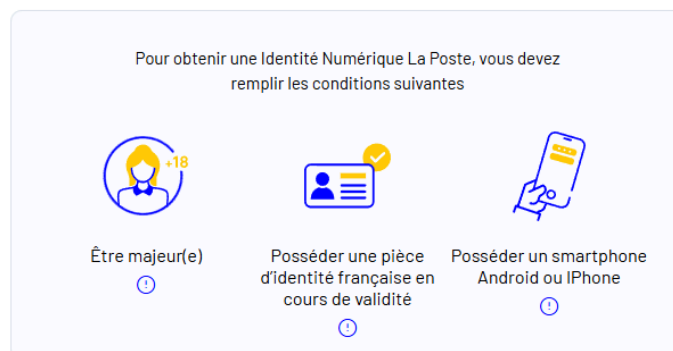 Pour obtenir une Identité Numérique La Poste, vous devez
remplir les conditions suivantes
+18
Être majeur(e)
Posséder une pièce
d'identité française en
cours de validité
Posséder un smartphone
Android ou IPhone